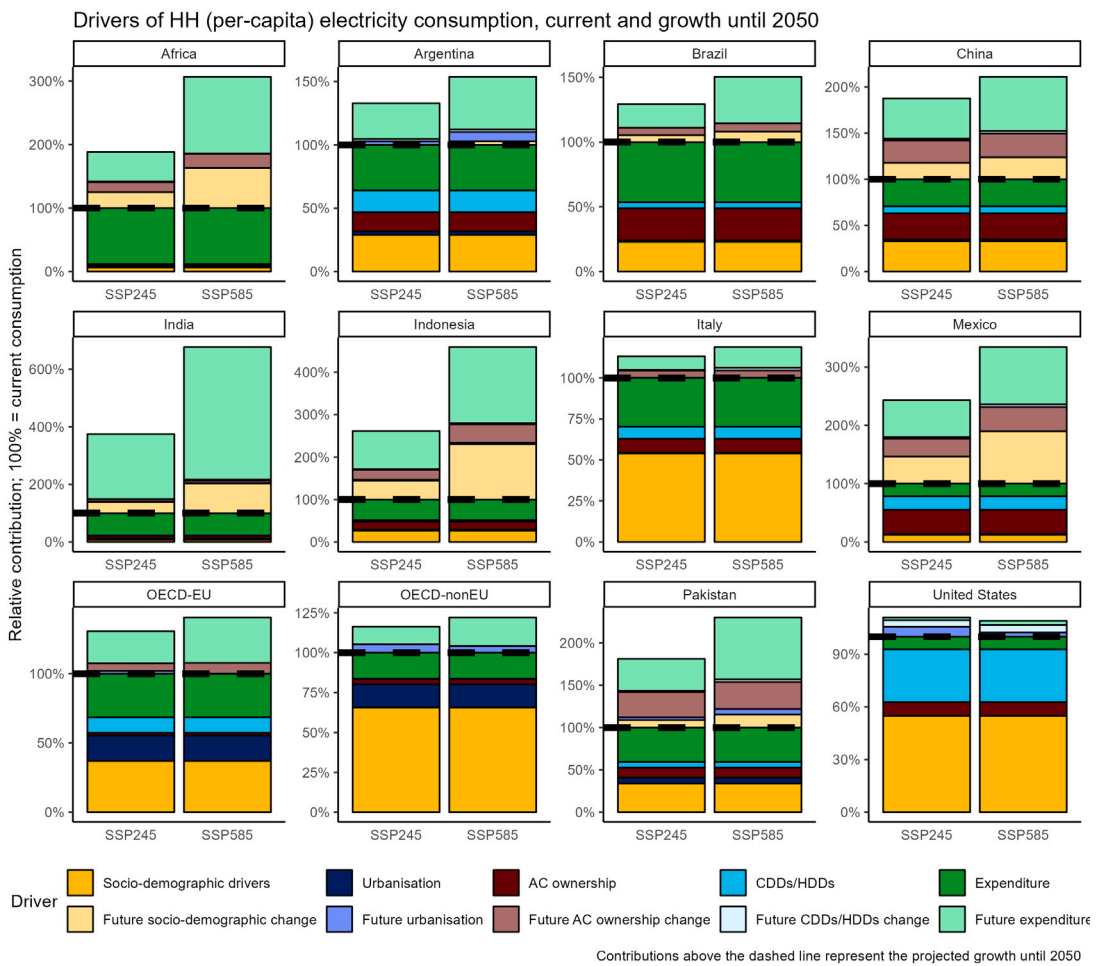 Drivers of HH (per-capita) electricity consumption, current and growth until 2050
Relative contribution; 100% = current consumption
Africa
300%
200%
100%
0%
SSP245 SSP585
Argentina
150%
100%
50%
0%
SSP245 SSP585
Brazil
150%
100%
50%
0%
SSP245 SSP585
China
200%
150%
100%
50%
0%
SSP245 SSP585
India
600%
400%
200%
0%
SSP245 SSP585
Indonesia
400%
300%
200%
100%
0%
SSP245 SSP585
Italy
100%
75%
50%
25%
0%
SSP245 SSP585
Mexico
300%
200%
100%
0%
SSP245 SSP585
OECD-EU
100%
50%
0%
SSP245 SSP585
OECD-nonEU
125%
100%
75%
50%
25%
0%
SSP245 SSP585
Pakistan
200%
150%
100%
50%
0%
SSP245 SSP585
United States
90%
60%
30%
0%
SSP245 SSP585
Driver
Socio-demographic drivers Urbanisation AC ownership CDDs/HDDs Expenditure
Future socio-demographic change Future urbanisation Future AC ownership change Future CDDs/HDDs change Future expenditure
Contributions above the dashed line represent the projected growth until 2050